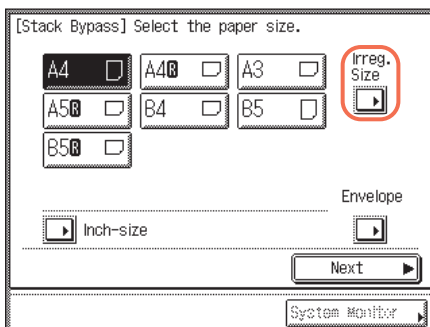 [Stack Bypass] Select the paper size.
A4 A4R A3 Irreg. Size
A5R B4 B5
B5R
Envelope
Inch-size
Next
System Monitor